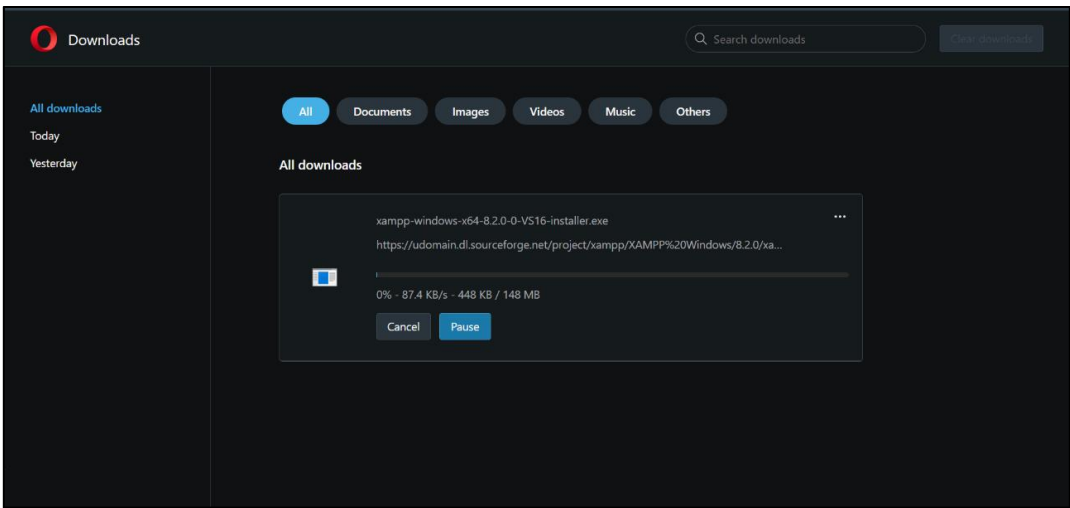 Downloads
Search downloads
Clear downloads
All downloads
Today
Yesterday
All Documents Images Videos Music Others
All downloads
xampp-windows-x64-8.2.0-0-VS16-installer.exe
https://udomain.dl.sourceforge.net/project/xampp/XAMPP%20Windows/8.2.0/xa...
0% - 87.4 KB/s - 448 KB / 148 MB
Cancel Pause